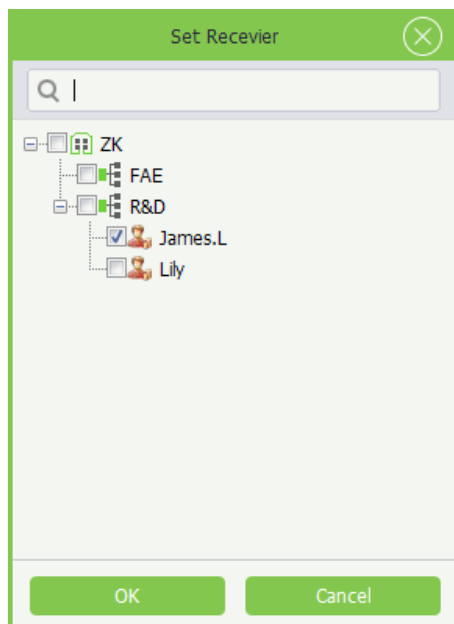 Set Recevier
ZK
FAE
R&D
James.L
Lily
OK
Cancel